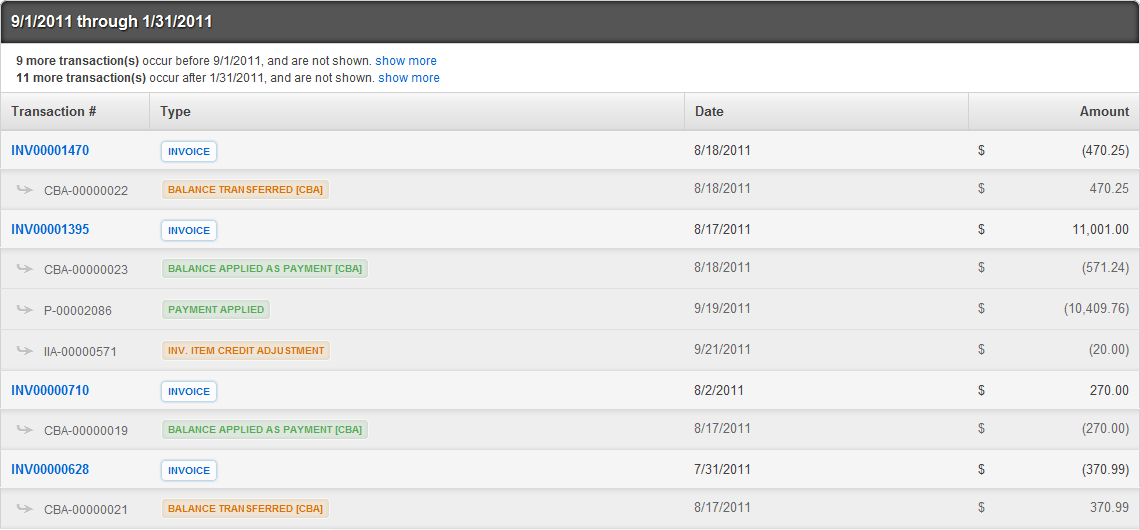 9/1/2011 through 1/31/2011
9 more transaction(s) occur before 9/1/2011, and are not shown. show more
11 more transaction(s) occur after 1/31/2011, and are not shown. show more
Transaction # Type Date Amount
INV00001470 INVOICE 8/18/2011 $ (470.25)
CBA-00000022 BALANCE TRANSFERRED [CBA] 8/18/2011 $ 470.25
INV00001395 INVOICE 8/17/2011 $ 11,001.00
CBA-00000023 BALANCE APPLIED AS PAYMENT [CBA] 8/18/2011 $ (571.24)
P-00002086 PAYMENT APPLIED 9/19/2011 $ (10,409.76)
IIA-00000571 INV. ITEM CREDIT ADJUSTMENT 9/21/2011 $ (20.00)
INV00000710 INVOICE 8/2/2011 $ 270.00
CBA-00000019 BALANCE APPLIED AS PAYMENT [CBA] 8/17/2011 $ (270.00)
INV00000628 INVOICE 7/31/2011 $ (370.99)
CBA-00000021 BALANCE TRANSFERRED [CBA] 8/17/2011 $ 370.99